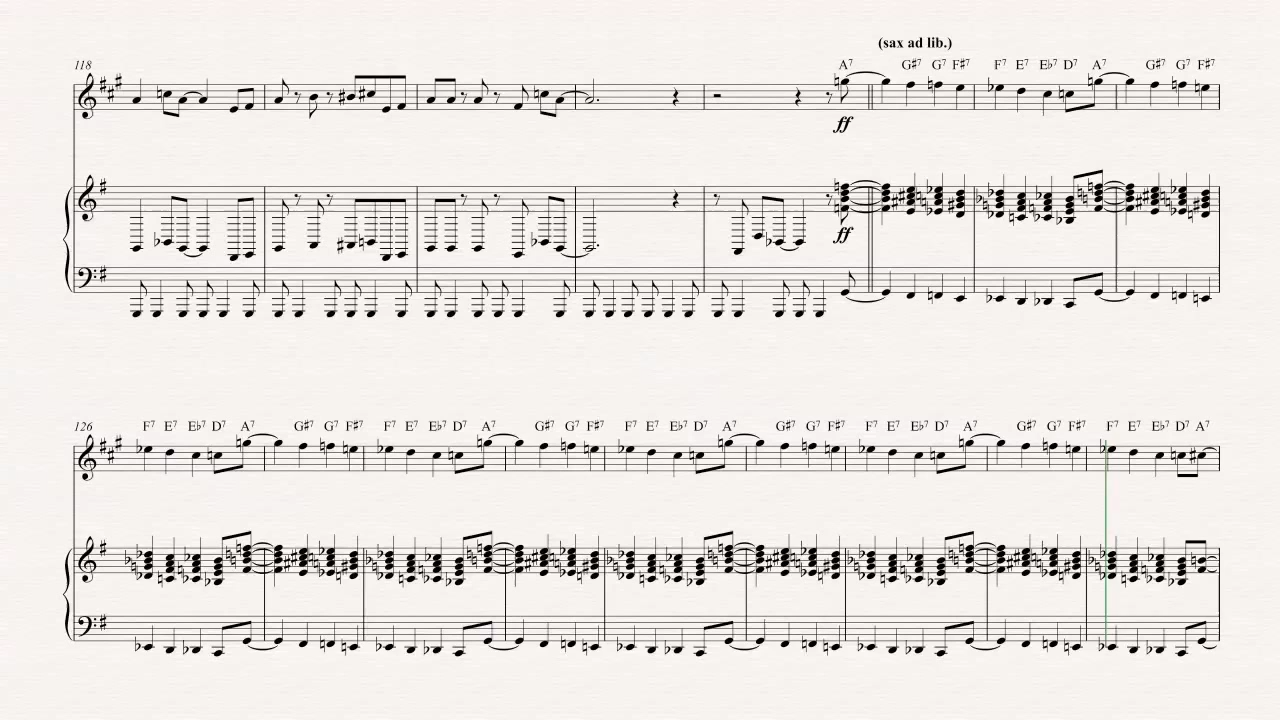 (sax ad lib.)
118
A7 G♯7 G7 F♯7 F7 E7 E♭7 D7 A7 G♯7 G7 F♯7
ff
ff
126
F7 E7 E♭7 D7 A7 G♯7 G7 F♯7 F7 E7 E♭7 D7 A7 G♯7 G7 F♯7 F7 E7 E♭7 D7 A7 G♯7 G7 F♯7 F7 E7 E♭7 D7 A7 G♯7 G7 F♯7 F7 E7 E♭7 D7 A7